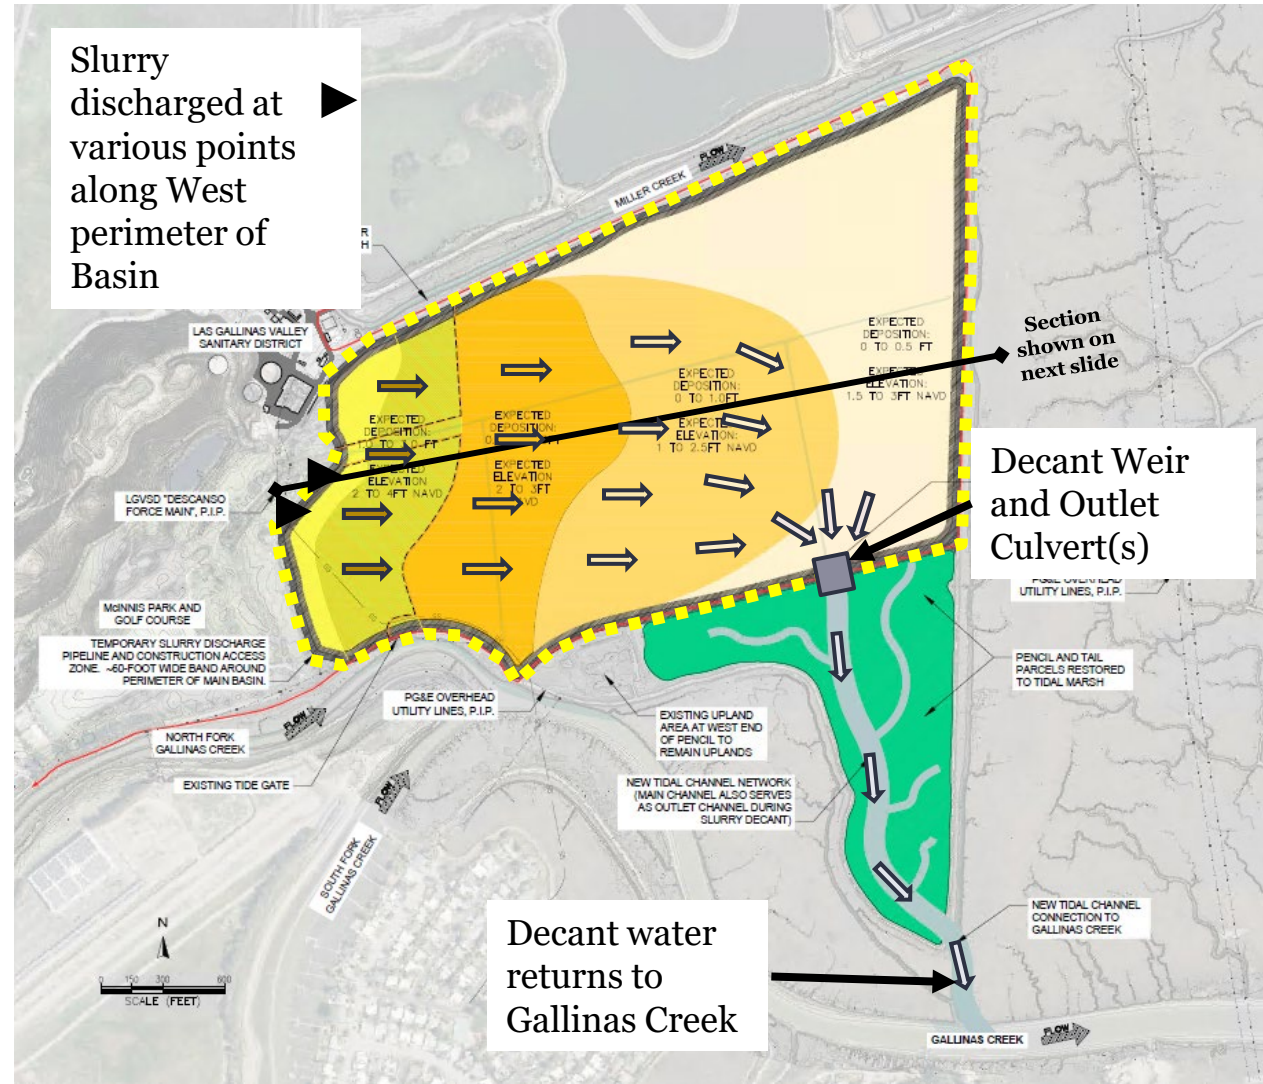 Slurry
discharged at
various points
along West
perimeter of
Basin
FLOW
MILLER CREEK
R
H
LAS GALLINAS VALLEY
SANITARY DISTRICT
Section
shown on
next slide
EXPECTED
DEPOSITION:
0 TO 0.5 FT
EXPECTED
ELEVATION:
1.5 TO 3FT NAVD
EXPECTED
DEPOSITION:
0 TO 1.0FT
EXPECTED
ELEVATION:
1 TO 2.5FT NAVD
EXPECTED
DEPOSITION:
EXPECTED
ELEVATION:
2 TO 3FT
EXPECTED
DEPOSITION:
EXPECTED
ELEVATION
2 TO 4FT NAVD
LGVSD "DESCANSO
FORCE MAIN", P.I.P.
Decant Weir
and Outlet
Culvert(s)
PG&E OVERHEAD
UTILITY LINES, P.I.P.
McINNIS PARK AND
GOLF COURSE
TEMPORARY SLURRY DISCHARGE
PIPELINE AND CONSTRUCTION ACCESS
ZONE. ~60-FOOT WIDE BAND AROUND
PERIMETER OF MAIN BASIN.
PENCIL AND TAIL
PARCELS RESTORED
TO TIDAL MARSH
PG&E OVERHEAD
UTILITY LINES, P.I.P.
EXISTING UPLAND
AREA AT WEST END
OF PENCIL TO
REMAIN UPLANDS
FLOW
NORTH FORK
GALLINAS CREEK
EXISTING TIDE GATE
FLOW
NEW TIDAL CHANNEL NETWORK
(MAIN CHANNEL ALSO SERVES
AS OUTLET CHANNEL DURING
SLURRY DECANT)
SOUTH FORK
GALLINAS CREEK
NEW TIDAL CHANNEL
CONNECTION TO
GALLINAS CREEK
N
0 150 300 600
SCALE (FEET)
Decant water
returns to
Gallinas Creek
GALLINAS CREEK
FLOW